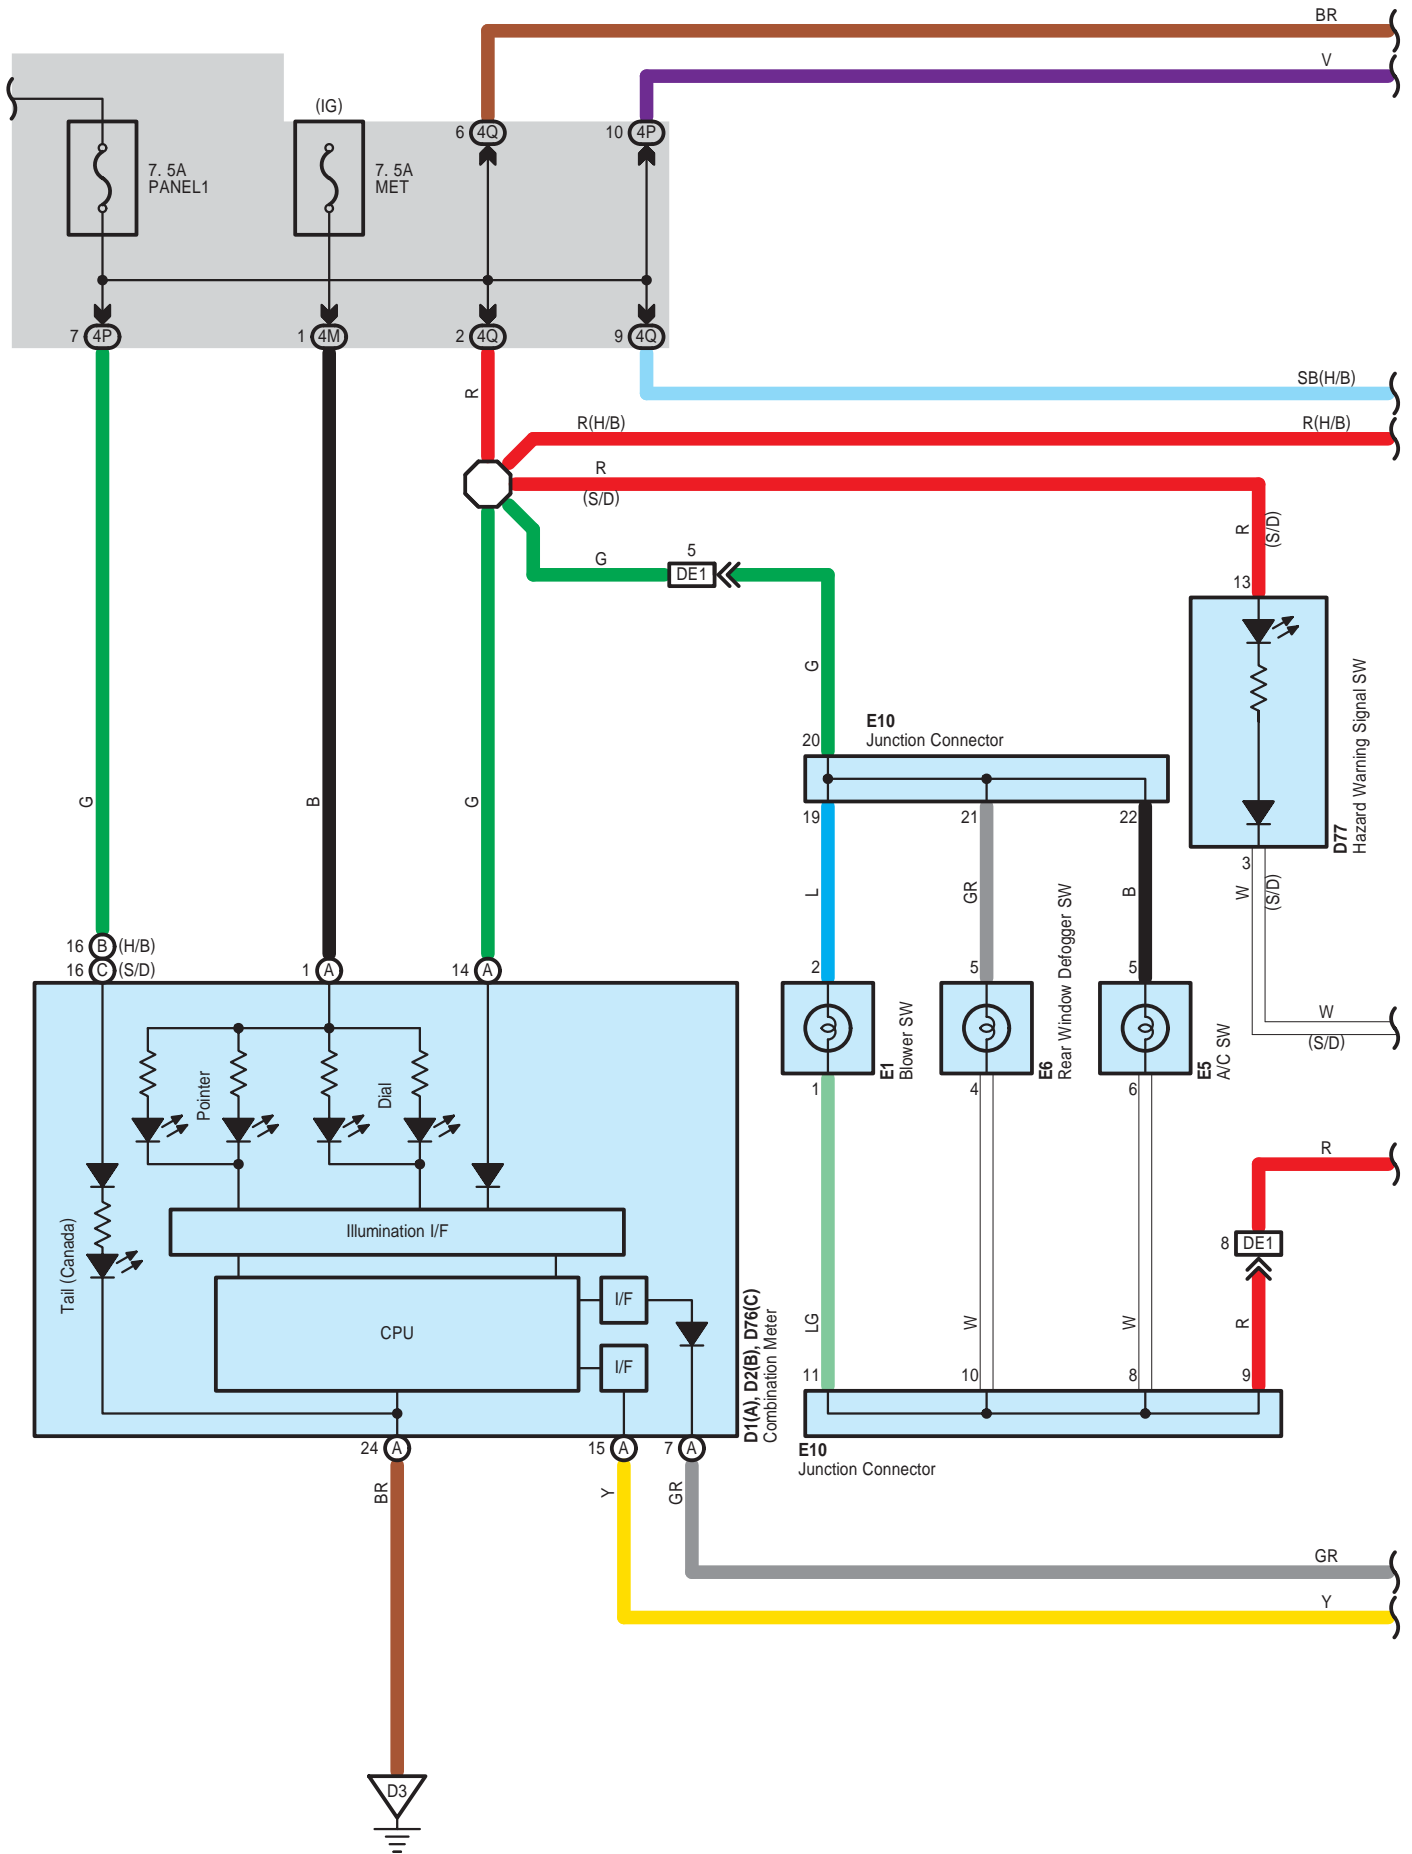 BR
V
(IG)
7. 5A
PANEL1
7. 5A
MET
6 4Q
10 4P
7 4P
1 4M
2 4Q
9 4Q
SB(H/B)
R
R(H/B)
R(H/B)
R
(S/D)
R
(S/D)
G
5
DE1
13
G
E10
Junction Connector
20
D77
Hazard Warning Signal SW
G
B
G
19
21
22
3
W
(S/D)
L
GR
B
16 B (H/B)
16 C (S/D)
1 A
14 A
2
5
5
W
(S/D)
E1
Blower SW
E6
Rear Window Defogger SW
E5
A/C SW
1
4
6
Pointer
Dial
R
Tail (Canada)
Illumination I/F
8 DE1
CPU
I/F
I/F
D1(A), D2(B), D76(C)
Combination Meter
LG
W
W
R
11
10
8
9
24 A
15 A
7 A
E10
Junction Connector
BR
Y
GR
GR
Y
D3